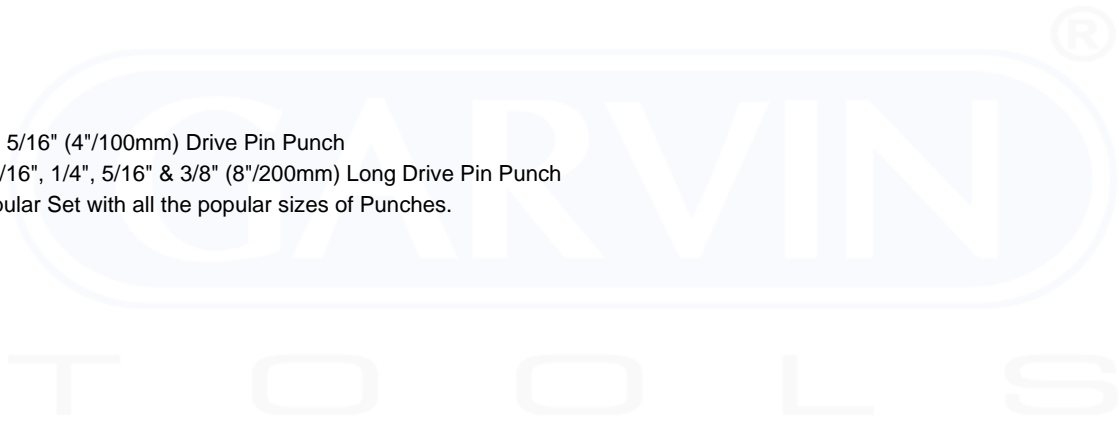 GARVIN ®
5/16" (4"/100mm) Drive Pin Punch
/16", 1/4", 5/16" & 3/8" (8"/200mm) Long Drive Pin Punch
Set with all the popular sizes of Punches.
TOOLS